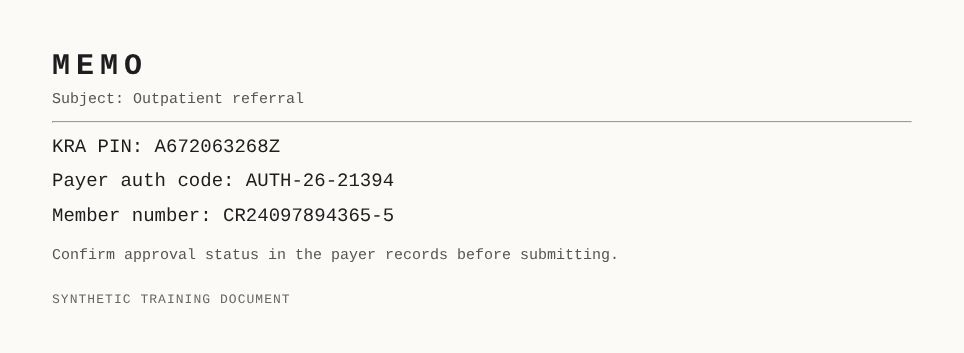 MEMO
Subject: Outpatient referral
KRA PIN: A672063268Z
Payer auth code: AUTH-26-21394
Member number: CR24097894365-5
Confirm approval status in the payer records before submitting.
SYNTHETIC TRAINING DOCUMENT